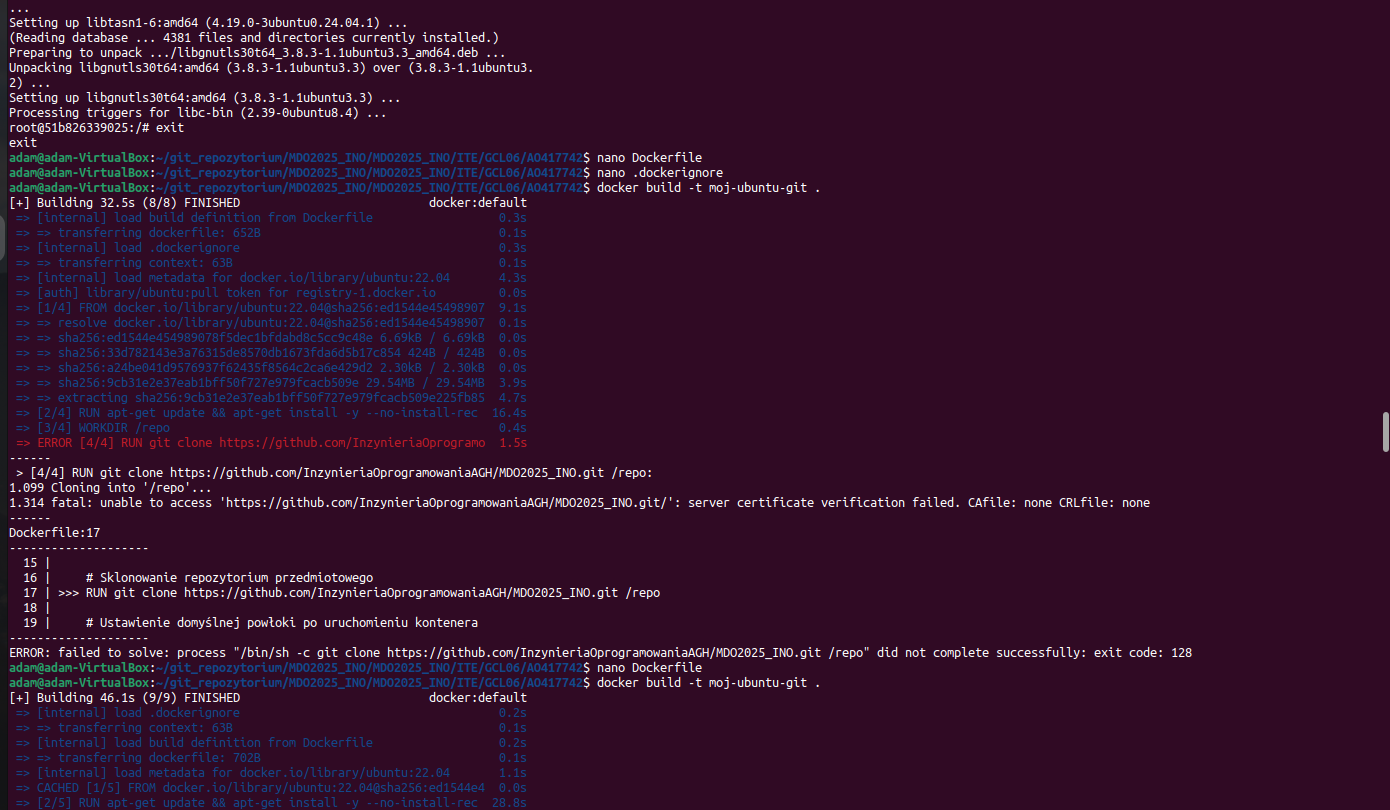 ...
Setting up libtasn1-6:amd64 (4.19.0-3ubuntu0.24.04.1) ...
(Reading database ... 4381 files and directories currently installed.)
Preparing to unpack .../libgnutls30t64_3.8.3-1.1ubuntu3.3_amd64.deb ...
Unpacking libgnutls30t64:amd64 (3.8.3-1.1ubuntu3.3) over (3.8.3-1.1ubuntu3.
2) ...
Setting up libgnutls30t64:amd64 (3.8.3-1.1ubuntu3.3) ...
Processing triggers for libc-bin (2.39-0ubuntu8.4) ...
root@51b826339025:/# exit
exit
adam@adam-VirtualBox:~/git_repozytorium/MDO2025_INO/MDO2025_INO/ITE/GCL06/AO417742$ nano Dockerfile
adam@adam-VirtualBox:~/git_repozytorium/MDO2025_INO/MDO2025_INO/ITE/GCL06/AO417742$ nano .dockerignore
adam@adam-VirtualBox:~/git_repozytorium/MDO2025_INO/MDO2025_INO/ITE/GCL06/AO417742$ docker build -t moj-ubuntu-git .
[+] Building 32.5s (8/8) FINISHED docker:default
=> [internal] load build definition from Dockerfile 0.3s
=> => transferring dockerfile: 652B 0.1s
=> [internal] load .dockerignore 0.3s
=> => transferring context: 63B 0.1s
=> [internal] load metadata for docker.io/library/ubuntu:22.04 4.3s
=> [auth] library/ubuntu:pull token for registry-1.docker.io 0.0s
=> [1/4] FROM docker.io/library/ubuntu:22.04@sha256:ed1544e45498907 9.1s
=> => resolve docker.io/library/ubuntu:22.04@sha256:ed1544e45498907 0.1s
=> => sha256:ed1544e454989078f5dec1bfdabd8c5cc9c48e 6.69kB / 6.69kB 0.0s
=> => sha256:33d782143e3a76315de8570db1673fda6d5b17c854 424B / 424B 0.0s
=> => sha256:a24be041d9576937f62435f8564c2ca6e429d2 2.30kB / 2.30kB 0.0s
=> => sha256:9cb31e2e37eab1bff50f727e979fcacb509e 29.54MB / 29.54MB 3.9s
=> => extracting sha256:9cb31e2e37eab1bff50f727e979fcacb509e225fb85 4.7s
=> [2/4] RUN apt-get update && apt-get install -y --no-install-rec 16.4s
=> [3/4] WORKDIR /repo 0.4s
=> ERROR [4/4] RUN git clone https://github.com/InzynieriaOprogramo 1.5s
------
> [4/4] RUN git clone https://github.com/InzynieriaOprogramowaniaAGH/MDO2025_INO.git /repo:
1.099 Cloning into '/repo'...
1.314 fatal: unable to access 'https://github.com/InzynieriaOprogramowaniaAGH/MDO2025_INO.git/': server certificate verification failed. CAfile: none CRLfile: none
------
Dockerfile:17
--------------------
15 |
16 | # Sklonowanie repozytorium przedmiotowego
17 | >>> RUN git clone https://github.com/InzynieriaOprogramowaniaAGH/MDO2025_INO.git /repo
18 |
19 | # Ustawienie domyślnej powłoki po uruchomieniu kontenera
--------------------
ERROR: failed to solve: process "/bin/sh -c git clone https://github.com/InzynieriaOprogramowaniaAGH/MDO2025_INO.git /repo" did not complete successfully: exit code: 128
adam@adam-VirtualBox:~/git_repozytorium/MDO2025_INO/MDO2025_INO/ITE/GCL06/AO417742$ nano Dockerfile
adam@adam-VirtualBox:~/git_repozytorium/MDO2025_INO/MDO2025_INO/ITE/GCL06/AO417742$ docker build -t moj-ubuntu-git .
[+] Building 46.1s (9/9) FINISHED docker:default
=> [internal] load .dockerignore 0.2s
=> => transferring context: 63B 0.1s
=> [internal] load build definition from Dockerfile 0.2s
=> => transferring dockerfile: 702B 0.1s
=> [internal] load metadata for docker.io/library/ubuntu:22.04 1.1s
=> CACHED [1/5] FROM docker.io/library/ubuntu:22.04@sha256:ed1544e4 0.0s
=> [2/5] RUN apt-get update && apt-get install -y --no-install-rec 28.8s